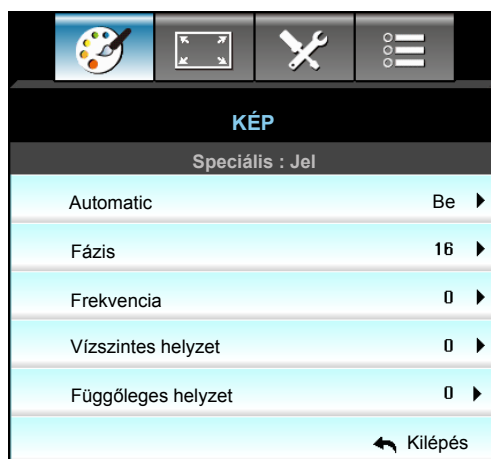 KÉP
Speciális : Jel
Automatic Be
Fázis 16
Frekvencia 0
Vízszintes helyzet 0
Függőleges helyzet 0
Kilépés